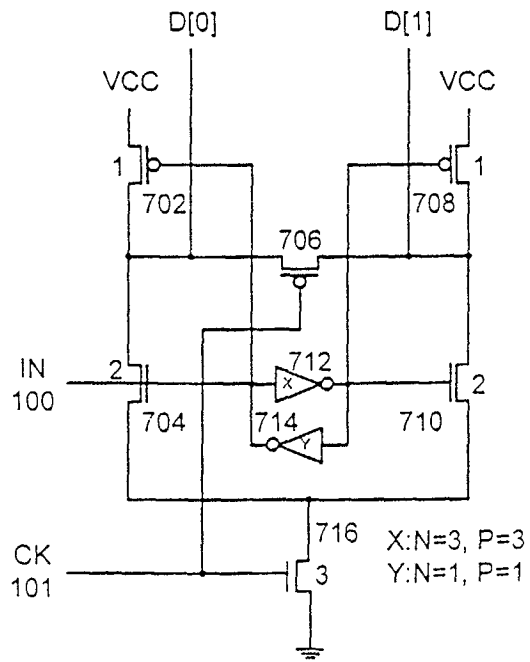 D[0] D[1]
VCC VCC
1 1
702 708
706
IN 2 712 2
100
X
704 714 710
Y
716
CK X:N=3, P=3
101 3 Y:N=1, P=1